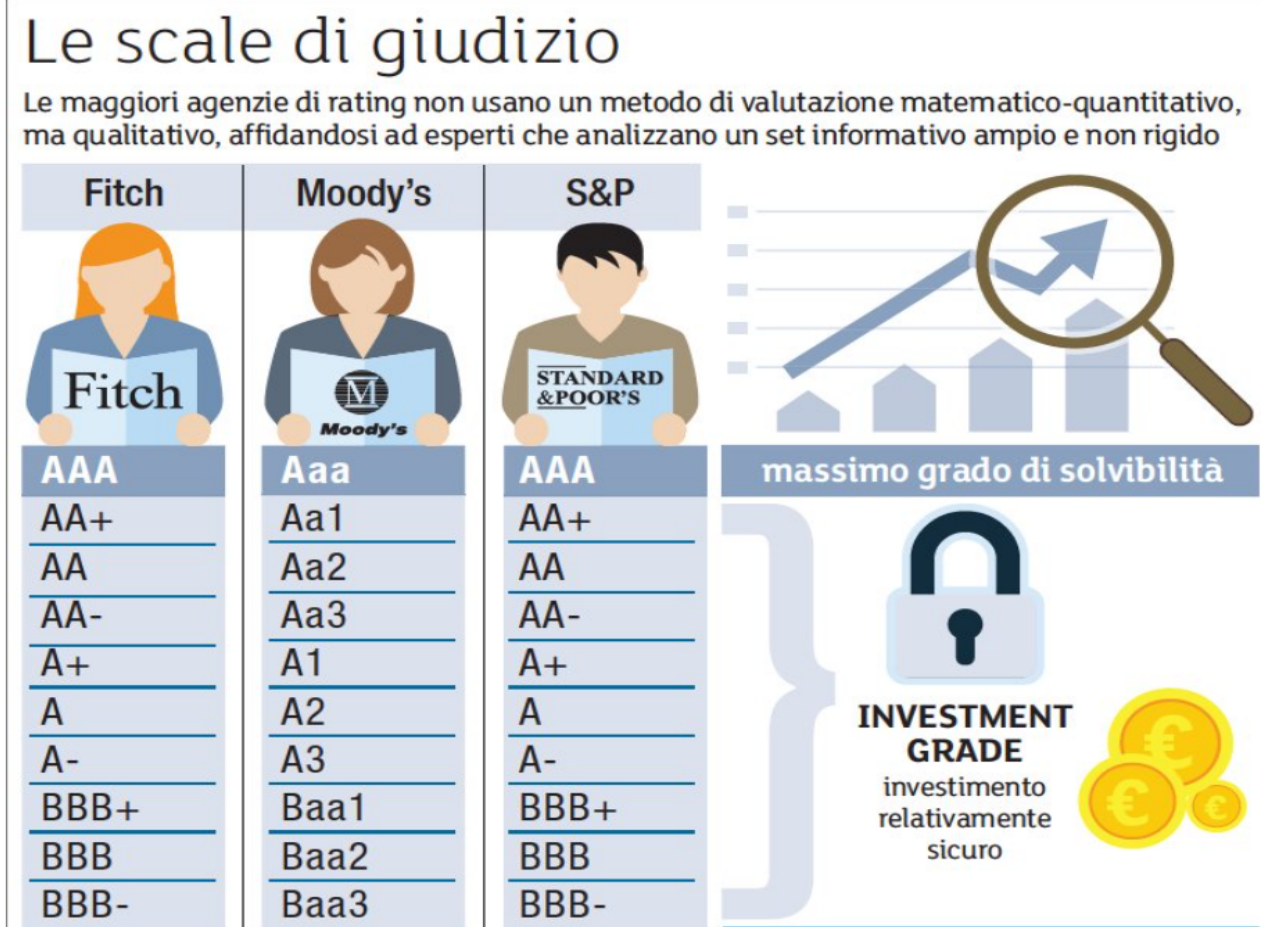 Le scale di giudizio
Le maggiori agenzie di rating non usano un metodo di valutazione matematico-quantitativo,
ma qualitativo, affidandosi ad esperti che analizzano un set informativo ampio e non rigido
Fitch Moody's S&P
Fitch
M
Moody's
STANDARD
&POOR'S
AAA Aaa AAA massimo grado di solvibilità
AA+ Aa1 AA+
AA Aa2 AA
AA- Aa3 AA-
A+ A1 A+
A A2 A
A- A3 A-
BBB+ Baa1 BBB+
BBB Baa2 BBB
BBB- Baa3 BBB-
INVESTMENT
GRADE
investimento
relativamente
sicuro
€
€
€